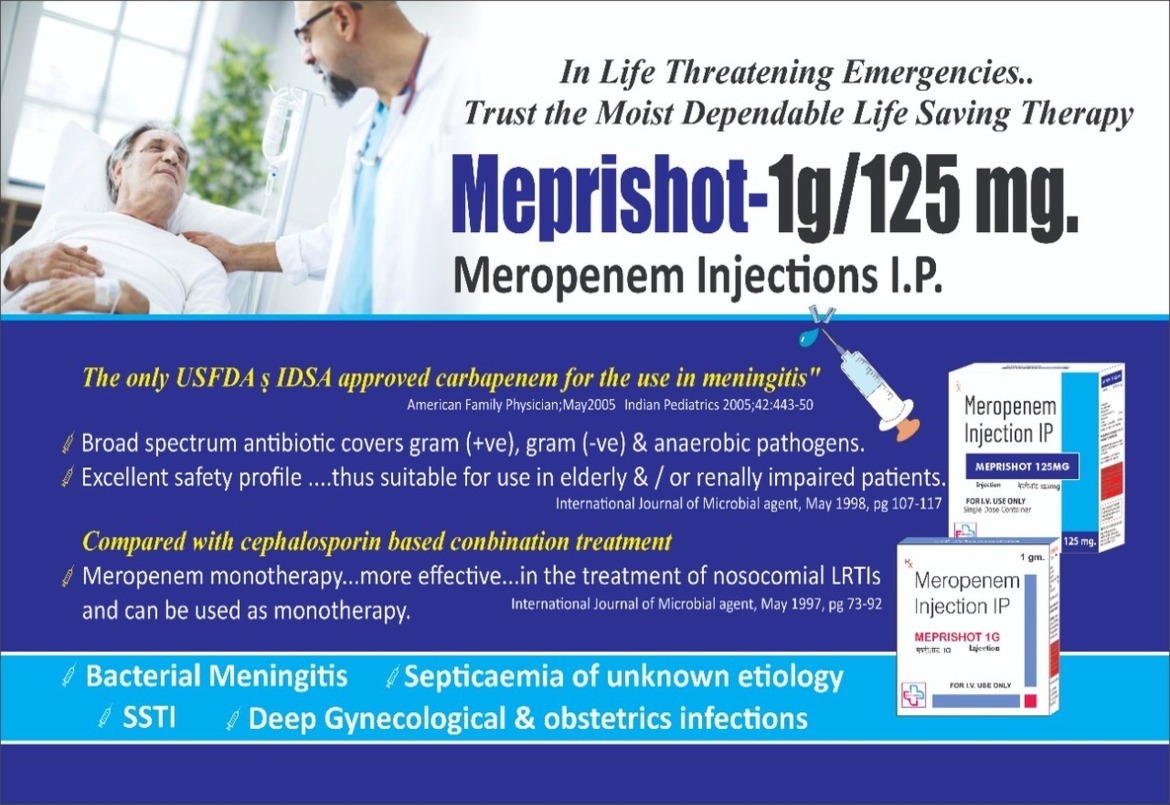 In Life Threatening Emergencies..
Trust the Moist Dependable Life Saving Therapy
Meprishot-1g/125 mg.
Meropenem Injections I.P.
The only USFDA ş IDSA approved carbapenem for the use in meningitis"
American Family Physician;May2005 Indian Pediatrics 2005;42:443-50
Broad spectrum antibiotic covers gram (+ve), gram (-ve) & anaerobic pathogens.
Excellent safety profile ....thus suitable for use in elderly & / or renally impaired patients.
International Journal of Microbial agent, May 1998, pg 107-117
Compared with cephalosporin based conbination treatment
Meropenem monotherapy...more effective...in the treatment of nosocomial LRTIs
and can be used as monotherapy.
International Journal of Microbial agent, May 1997, pg 73-92
Bacterial Meningitis
Septicaemia of unknown etiology
SSTI
Deep Gynecological & obstetrics infections
Rx
Meropenem
Injection IP
MEPRISHOT 125MG
Injection
FOR I.V. USE ONLY
Single Dose Container
125 mg.
Rx
1 gm.
Meropenem
Injection IP
MEPRISHOT 1G
Injection
FOR I.V. USE ONLY